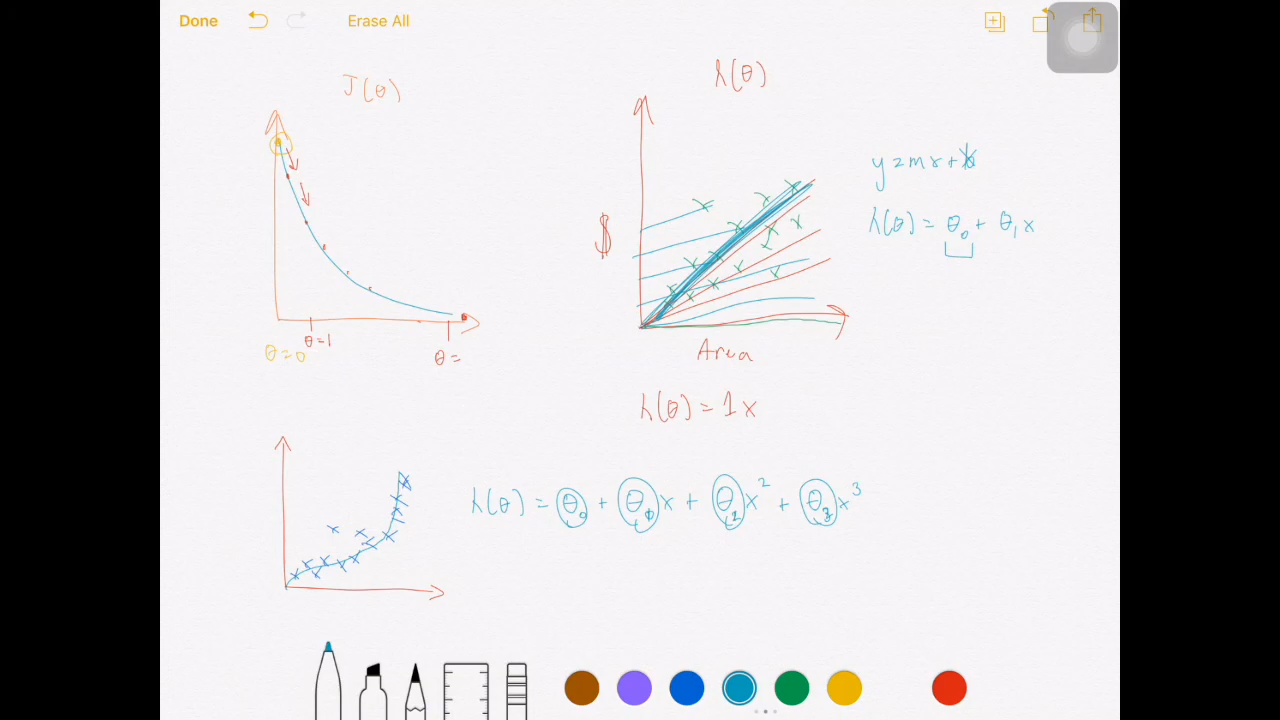 Done
Erase All
J(θ)
θ=0
θ=1
θ=
h(θ)
$
Area
y=mx+b
h(θ) = θ₀ + θ₁x
h(θ) = 1x
h(θ) = θ₀ + θ₁x + θ₂x² + θ₃x³